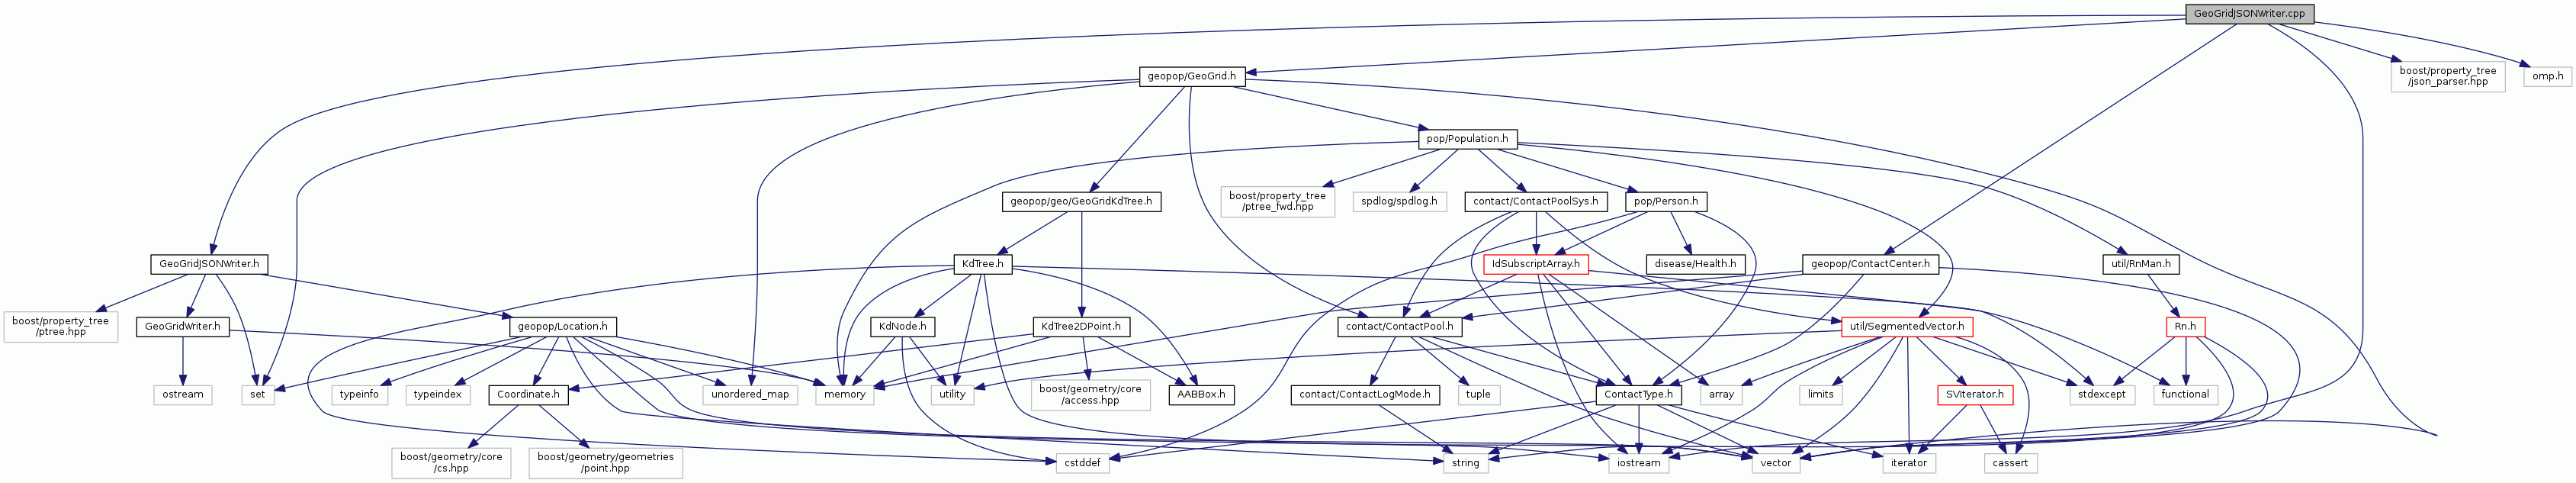 GeoGridJSONWriter.cpp
geopop/GeoGrid.h
boost/property_tree
/json_parser.hpp
omp.h
pop/Population.h
geopop/geo/GeoGridKdTree.h
boost/property_tree
/ptree_fwd.hpp
spdlog/spdlog.h
contact/ContactPoolSys.h
pop/Person.h
GeoGridJSONWriter.h
KdTree.h
IdSubscriptArray.h
disease/Health.h
geopop/ContactCenter.h
util/RnMan.h
boost/property_tree
/ptree.hpp
GeoGridWriter.h
geopop/Location.h
KdNode.h
KdTree2DPoint.h
contact/ContactPool.h
util/SegmentedVector.h
Rn.h
ostream
set
typeinfo
typeindex
Coordinate.h
unordered_map
memory
utility
boost/geometry/core
/access.hpp
AABBox.h
contact/ContactLogMode.h
tuple
ContactType.h
array
limits
SVIterator.h
stdexcept
functional
boost/geometry/core
/cs.hpp
boost/geometry/geometries
/point.hpp
cstddef
string
iostream
vector
iterator
cassert